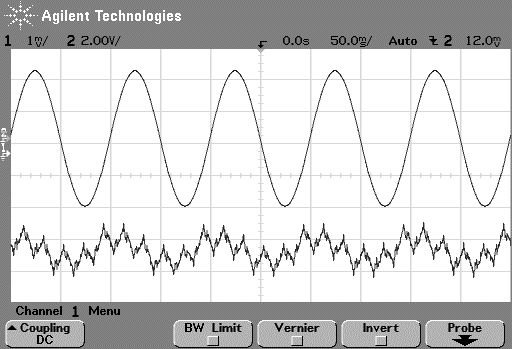 Agilent Technologies
1 1V/ 2 2.00V/ 0.0s 50.0ms/ Auto 2 12.0V
Channel 1 Menu
Coupling BW Limit Vernier Invert Probe
DC